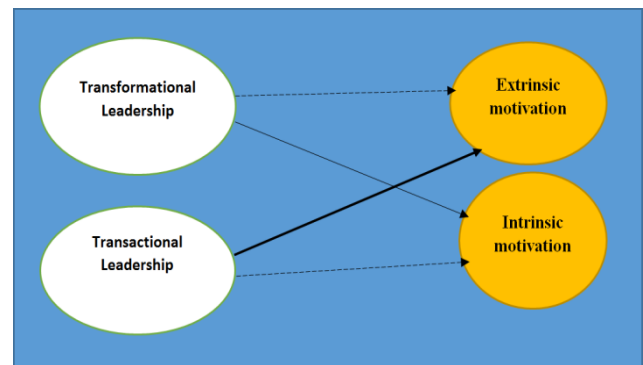 Transformational
Leadership
Extrinsic
motivation
Transactional
Leadership
Intrinsic
motivation